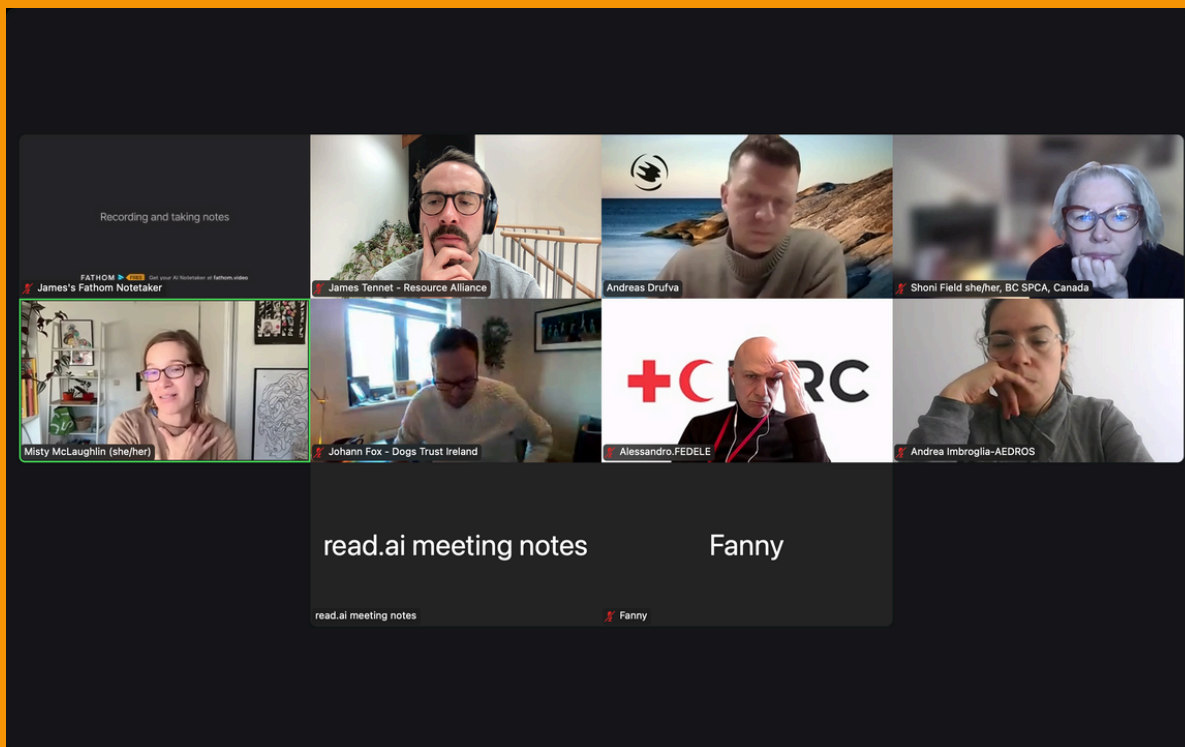 Recording and taking notes
FATHOM FREE Get your AI Notetaker at fathom.video
James's Fathom Notetaker
James Tennet - Resource Alliance
Andreas Drufva
Shoni Field she/her, BC SPCA, Canada
Misty McLaughlin (she/her)
Johann Fox - Dogs Trust Ireland
RC
Alessandro.FEDELE
Andrea Imbroglia-AEDROS
read.ai meeting notes
Fanny
read.ai meeting notes
Fanny